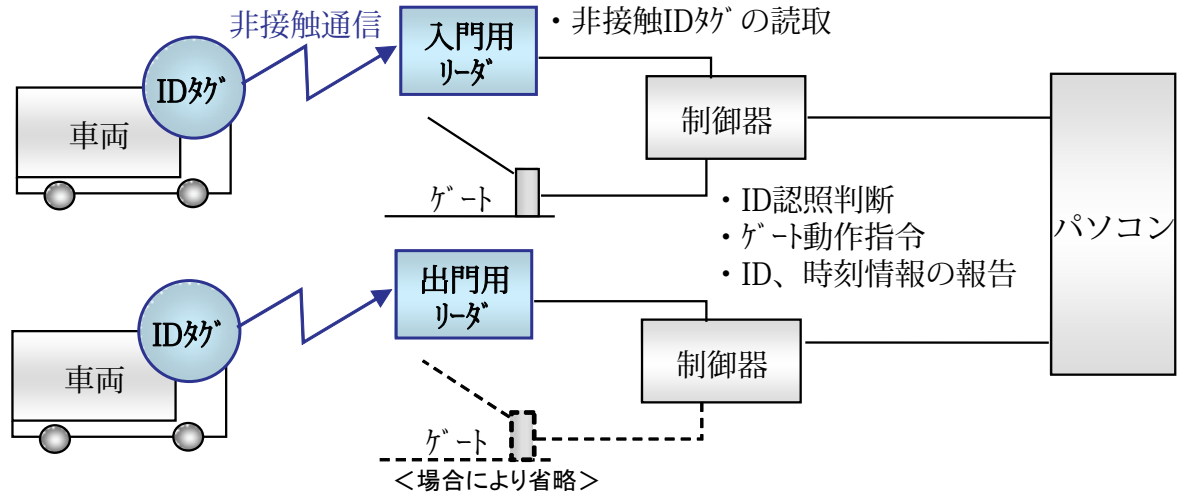 非接触通信
入門用
リーダ
・非接触IDﾀｸﾞの読取
IDﾀｸﾞ
車両
制御器
ｹﾞｰﾄ
・ID認照判断
・ｹﾞｰﾄ動作指令
・ID、時刻情報の報告
パソコン
出門用
ﾘｰﾀﾞ
IDﾀｸﾞ
車両
制御器
ｹﾞｰﾄ
＜場合により省略＞